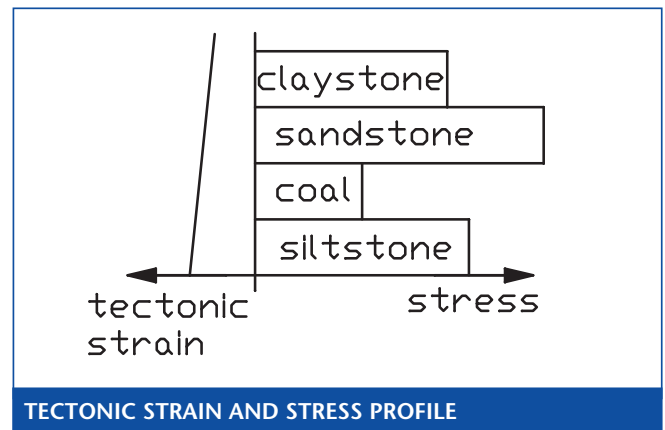 claystone
sandstone
coal
siltstone
tectonic
strain
stress
TECTONIC STRAIN AND STRESS PROFILE